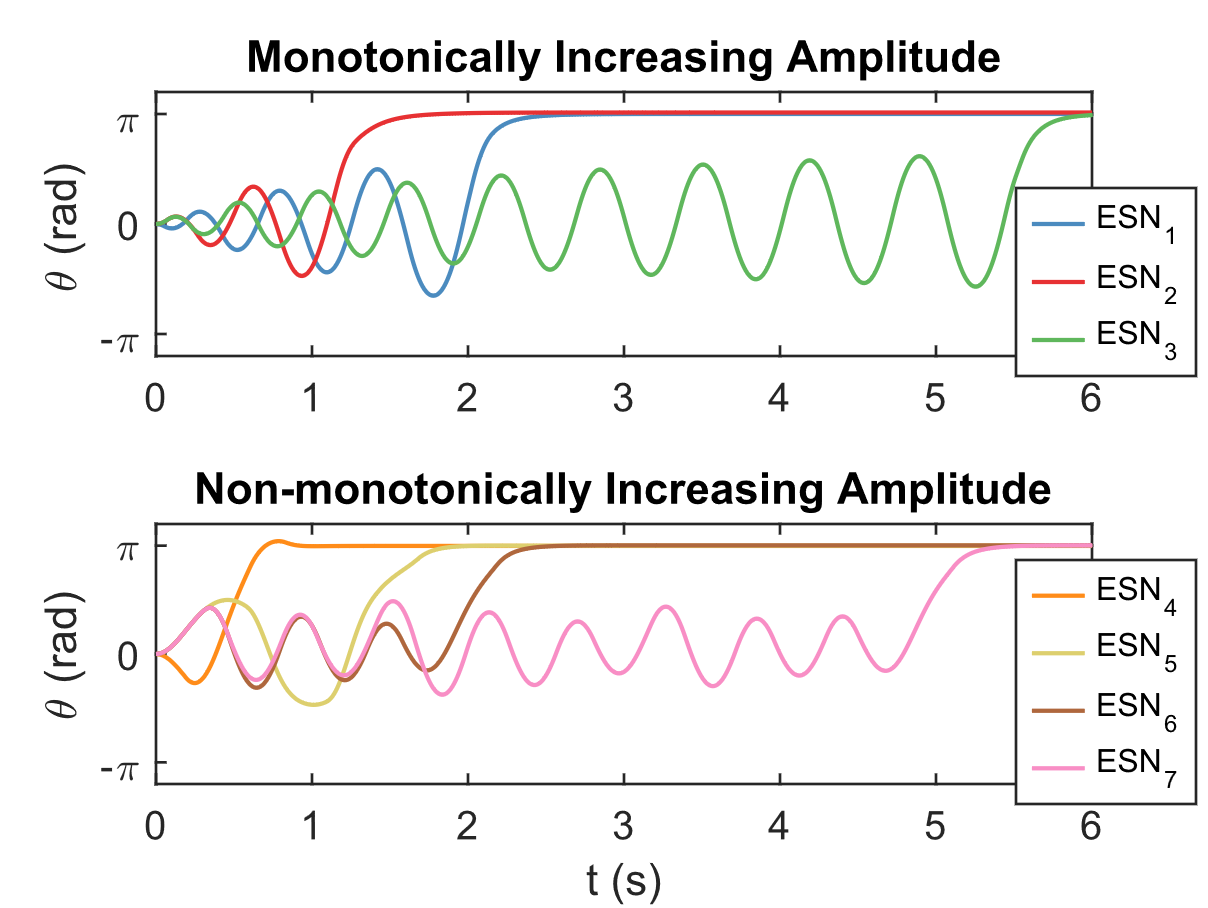 Monotonically Increasing Amplitude
π
0
-π
θ (rad)
0 1 2 3 4 5 6
ESN1
ESN2
ESN3
Non-monotonically Increasing Amplitude
π
0
-π
θ (rad)
0 1 2 3 4 5 6
t (s)
ESN4
ESN5
ESN6
ESN7